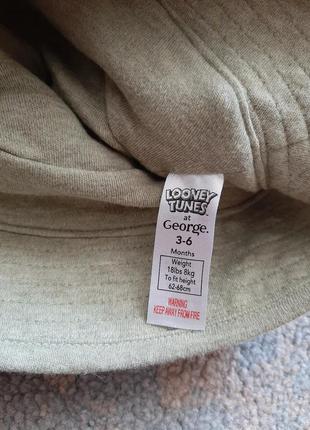 LOONEY
TUNES
at
George.
3-6
Months
Weight
18lbs 8kg
To fit height
62-68cm
WARNING
KEEP AWAY FROM FIRE